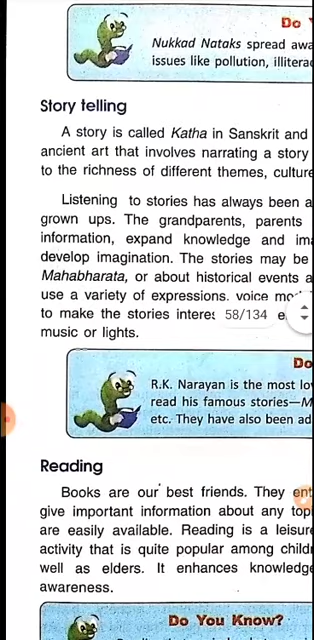 Do
Nukkad Nataks spread awa
issues like pollution, illitera
Story telling
A story is called Katha in Sanskrit and
ancient art that involves narrating a story
to the richness of different themes, culture
Listening to stories has always been a
grown ups. The grandparents, parents
information, expand knowledge and im
develop imagination. The stories may be
Mahabharata, or about historical events a
use a variety of expressions, voice mo
to make the stories interes 58/134 e
music or lights.
Do
R.K. Narayan is the most lo
read his famous stories—M
etc. They have also been ad
Reading
Books are our best friends. They ent
give important information about any top
are easily available. Reading is a leisure
activity that is quite popular among childr
well as elders. It enhances knowledge
awareness.
Do You Know?